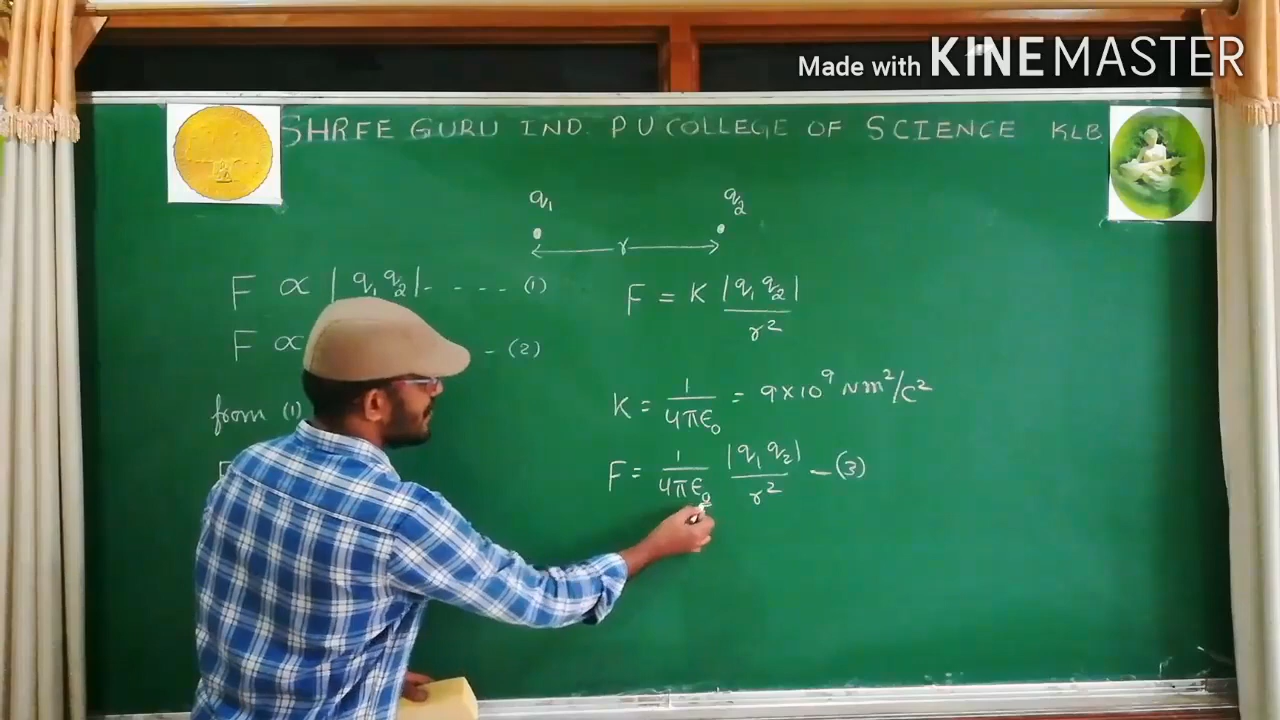 Made with KINEMASTER
SHREE GURU IND. P U COLLEGE OF SCIENCE KLB
q₁ q₂
r
F ∝ |q₁q₂| - - - - - (1)
F ∝ - (2)
from (1)
F = K |q₁q₂| / r²
K = 1/4πϵ₀ = 9×10⁹ Nm²/C²
F = 1/4πϵ₀ |q₁q₂| / r² — (3)